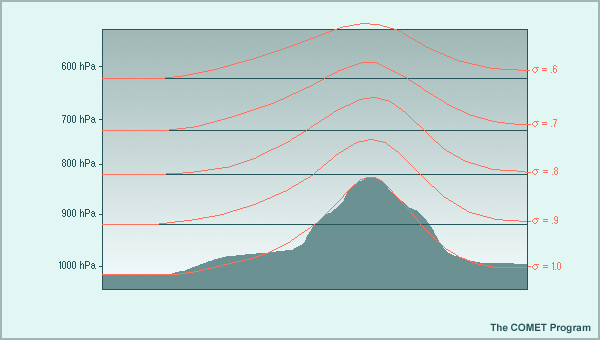 600 hPa
σ = .6
700 hPa
σ = .7
800 hPa
σ = .8
900 hPa
σ = .9
1000 hPa
σ = 1.0
The COMET Program